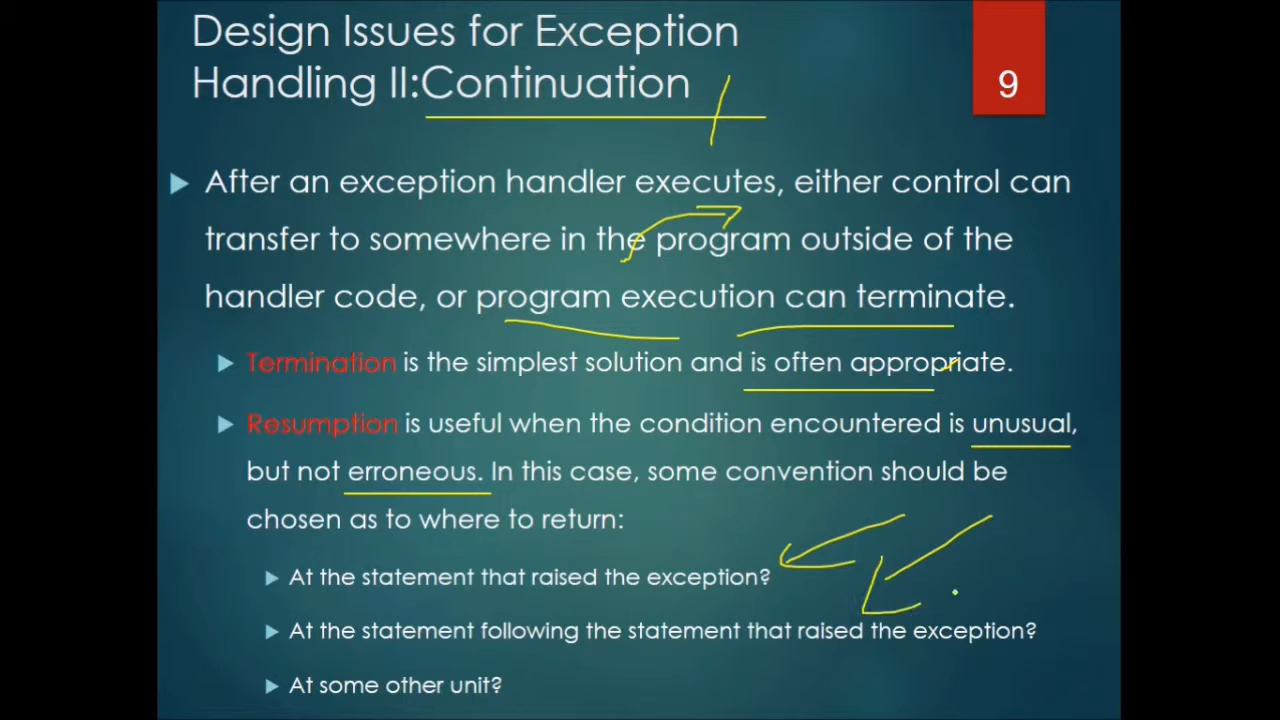 Design Issues for Exception
Handling II:Continuation
9
After an exception handler executes, either control can
transfer to somewhere in the program outside of the
handler code, or program execution can terminate.
Termination is the simplest solution and is often appropriate.
Resumption is useful when the condition encountered is unusual,
but not erroneous. In this case, some convention should be
chosen as to where to return:
At the statement that raised the exception?
At the statement following the statement that raised the exception?
At some other unit?